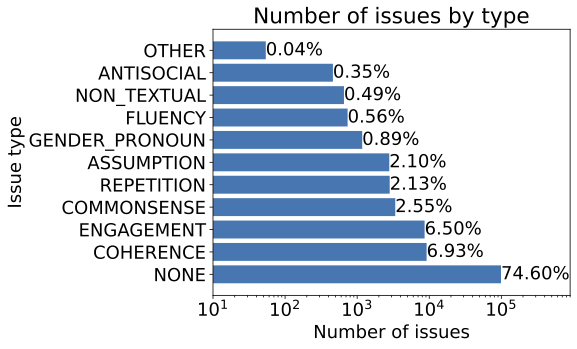 Number of issues by type
Issue type
OTHER 0.04%
ANTISOCIAL 0.35%
NON_TEXTUAL 0.49%
FLUENCY 0.56%
GENDER_PRONOUN 0.89%
ASSUMPTION 2.10%
REPETITION 2.13%
COMMONSENSE 2.55%
ENGAGEMENT 6.50%
COHERENCE 6.93%
NONE 74.60%
10¹ 10² 10³ 10⁴ 10⁵
Number of issues